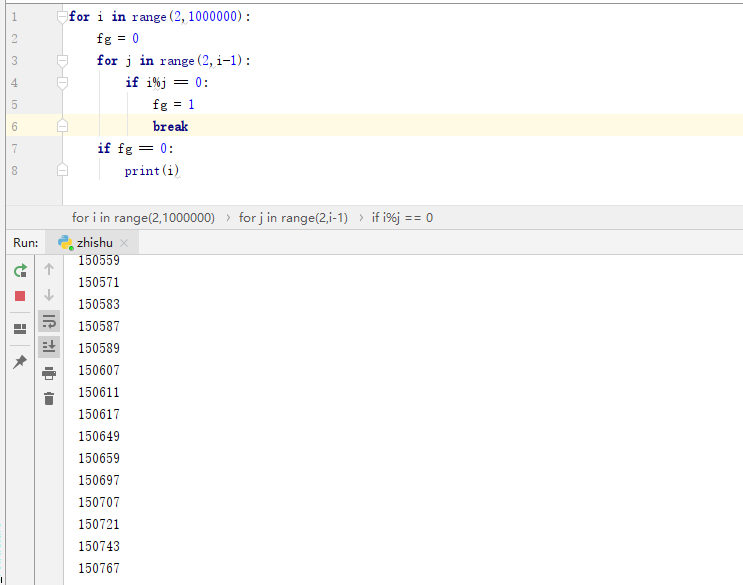 1 for i in range(2,1000000):
2 fg = 0
3 for j in range(2,i-1):
4 if i%j == 0:
5 fg = 1
6 break
7 if fg == 0:
8 print(i)
for i in range(2,1000000) › for j in range(2,i-1) › if i%j == 0
Run: zhishu ×
150559
150571
150583
150587
150589
150607
150611
150617
150649
150659
150697
150707
150721
150743
150767